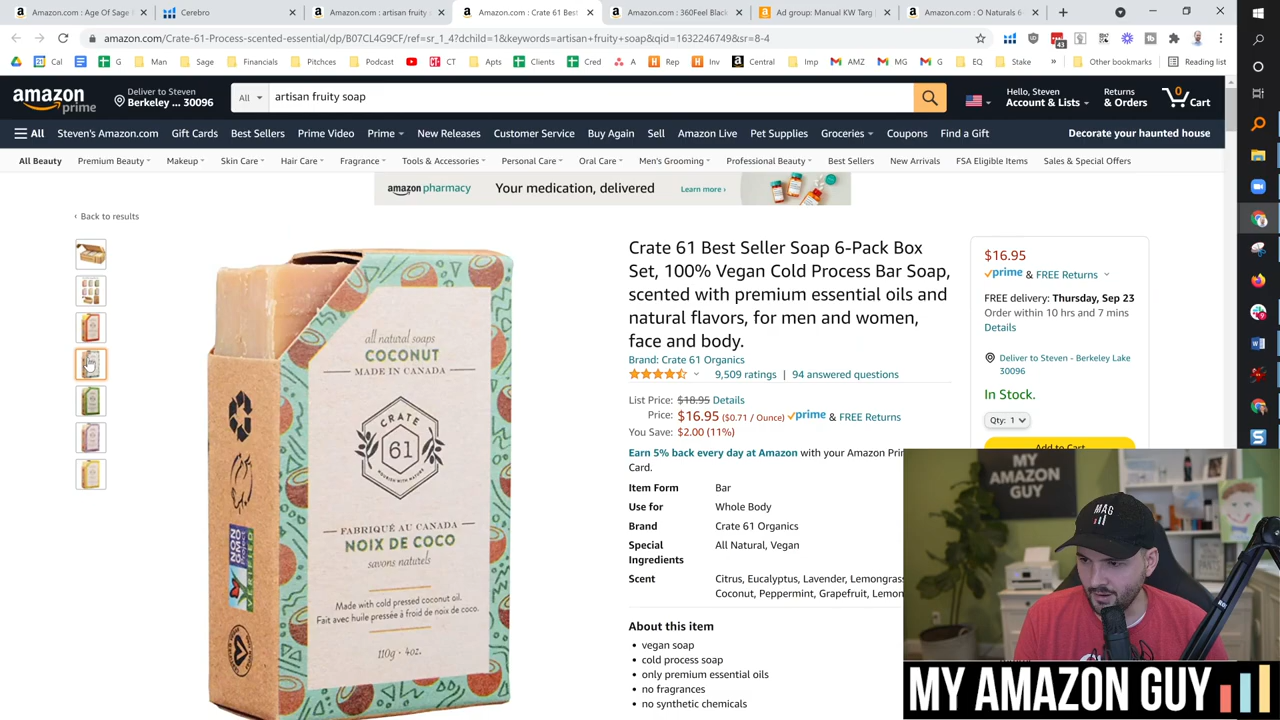 Amazon.com : Age Of Sage A
Cerebro
Amazon.com : artisan fruity s
Amazon.com : Crate 61 Best
Amazon.com : 360Feel Black
Ad group: Manual KW Targ
Amazon.com : O Naturals 6-
amazon.com/Crate-61-Process-scented-essential/dp/B07CL4G9CF/ref=sr_1_4?dchild=1&keywords=artisan+fruity+soap&qid=1632246749&sr=8-4
43
Cal G Man Sage Financials Pitchces Podcast CT Apts Clients Cred A Rep Inv Central Imp AMZ MG G EQ Stake » Other bookmarks Reading list
amazon prime
Deliver to Steven
Berkeley ... 30096
All
artisan fruity soap
Hello, Steven
Account & Lists
Returns
& Orders
0
Cart
All Steven's Amazon.com Gift Cards Best Sellers Prime Video Prime New Releases Customer Service Buy Again Sell Amazon Live Pet Supplies Groceries Coupons Find a Gift Decorate your haunted house
All Beauty Premium Beauty Makeup Skin Care Hair Care Fragrance Tools & Accessories Personal Care Oral Care Men's Grooming Professional Beauty Best Sellers New Arrivals FSA Eligible Items Sales & Special Offers
amazon pharmacy Your medication, delivered Learn more ›
‹ Back to results
all natural soaps
COCONUT
MADE IN CANADA
CRATE
61
NOURISH WITH NATURE
FABRIQUÉ AU CANADA
NOIX DE COCO
savons naturels
Made with cold pressed coconut oil.
Fait avec huile pressée à froid de noix de coco.
110g · 4oz.
NON GMO
VERIFIED
Crate 61 Best Seller Soap 6-Pack Box
Set, 100% Vegan Cold Process Bar Soap,
scented with premium essential oils and
natural flavors, for men and women,
face and body.
Brand: Crate 61 Organics
9,509 ratings | 94 answered questions
List Price: $18.95 Details
Price: $16.95 ($0.71 / Ounce) prime & FREE Returns
You Save: $2.00 (11%)
Earn 5% back every day at Amazon with your Amazon Prim
Card.
Item Form Bar
Use for Whole Body
Brand Crate 61 Organics
Special All Natural, Vegan
Ingredients
Scent Citrus, Eucalyptus, Lavender, Lemongrass
Coconut, Peppermint, Grapefruit, Lemon
About this item
• vegan soap
• cold process soap
• only premium essential oils
• no fragrances
• no synthetic chemicals
$16.95
prime & FREE Returns
FREE delivery: Thursday, Sep 23
Order within 10 hrs and 7 mins
Details
Deliver to Steven - Berkeley Lake
30096
In Stock.
Qty: 1
Add to Cart
MY
AMAZON
GUY
MAG
MY AMAZON GUY